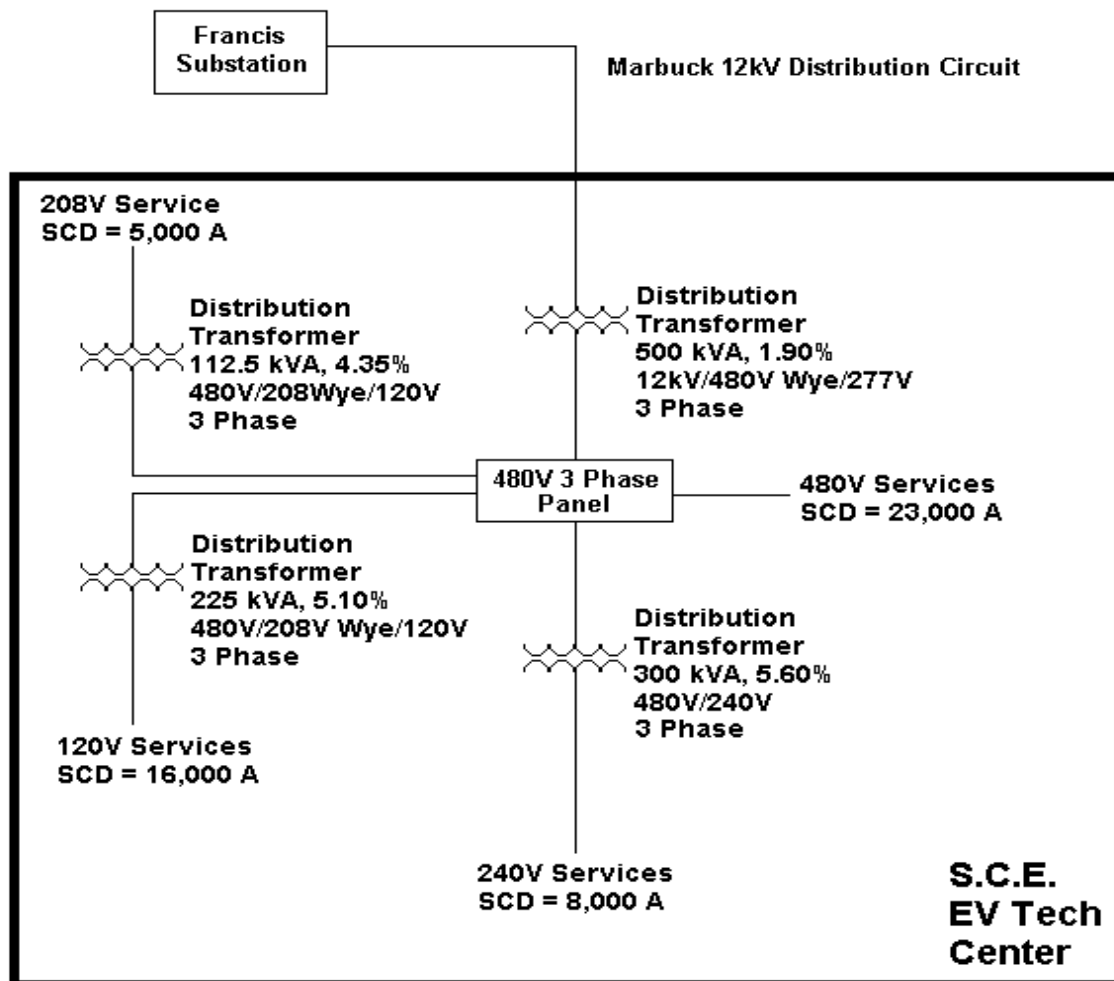 Francis
Substation
Marbuck 12kV Distribution Circuit
208V Service
SCD = 5,000 A
Distribution
Transformer
112.5 kVA, 4.35%
480V/208Wye/120V
3 Phase
Distribution
Transformer
500 kVA, 1.90%
12kV/480V Wye/277V
3 Phase
480V 3 Phase
Panel
480V Services
SCD = 23,000 A
Distribution
Transformer
225 kVA, 5.10%
480V/208V Wye/120V
3 Phase
Distribution
Transformer
300 kVA, 5.60%
480V/240V
3 Phase
120V Services
SCD = 16,000 A
240V Services
SCD = 8,000 A
S.C.E.
EV Tech
Center